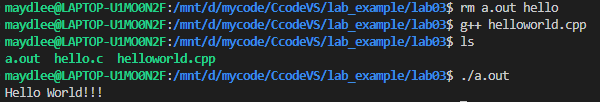 maydlee@LAPTOP-U1MO0N2F:/mnt/d/mycode/CcodeVS/lab_example/lab03$ rm a.out hello
maydlee@LAPTOP-U1MO0N2F:/mnt/d/mycode/CcodeVS/lab_example/lab03$ g++ helloworld.cpp
maydlee@LAPTOP-U1MO0N2F:/mnt/d/mycode/CcodeVS/lab_example/lab03$ ls
a.out  hello.c  helloworld.cpp
maydlee@LAPTOP-U1MO0N2F:/mnt/d/mycode/CcodeVS/lab_example/lab03$ ./a.out
Hello World!!!